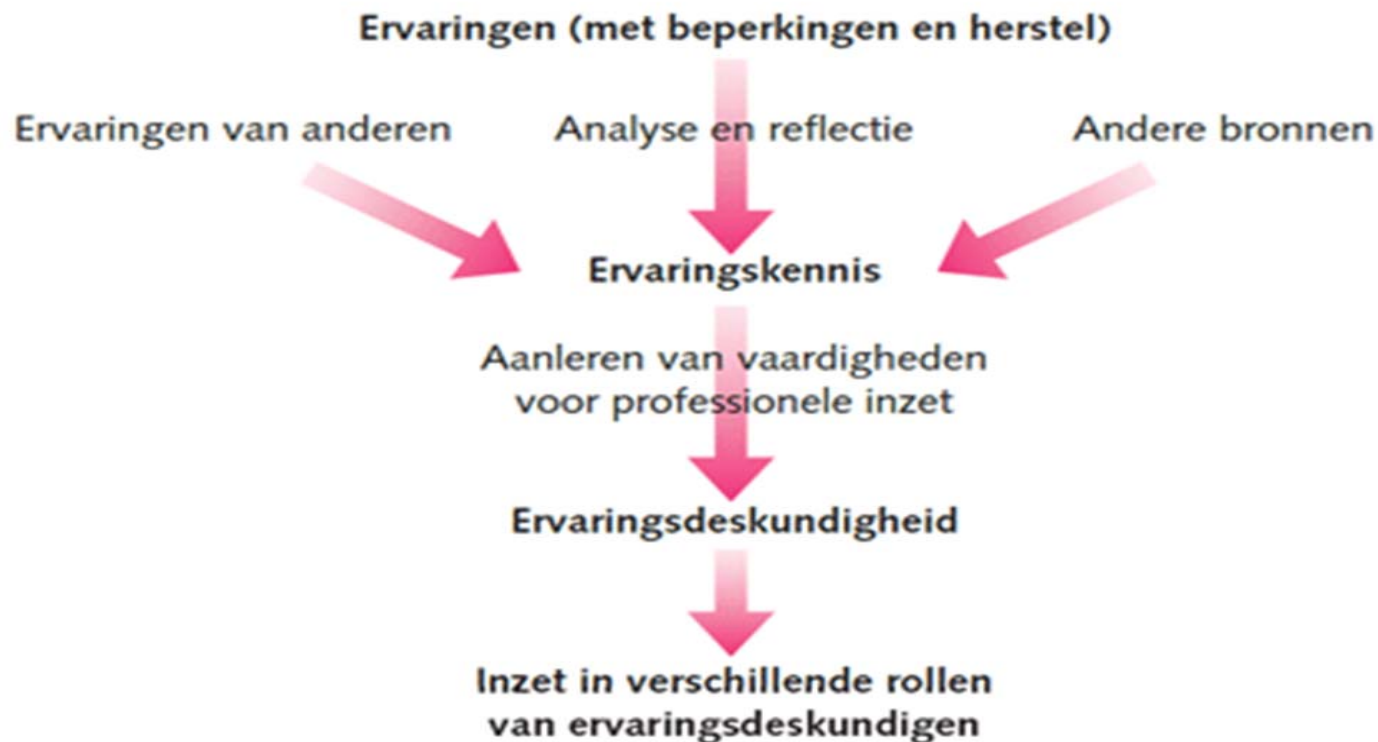 Ervaringen (met beperkingen en herstel)
Ervaringen van anderen
Analyse en reflectie
Andere bronnen
Ervaringskennis
Aanleren van vaardigheden
voor professionele inzet
Ervaringsdeskundigheid
Inzet in verschillende rollen
van ervaringsdeskundigen